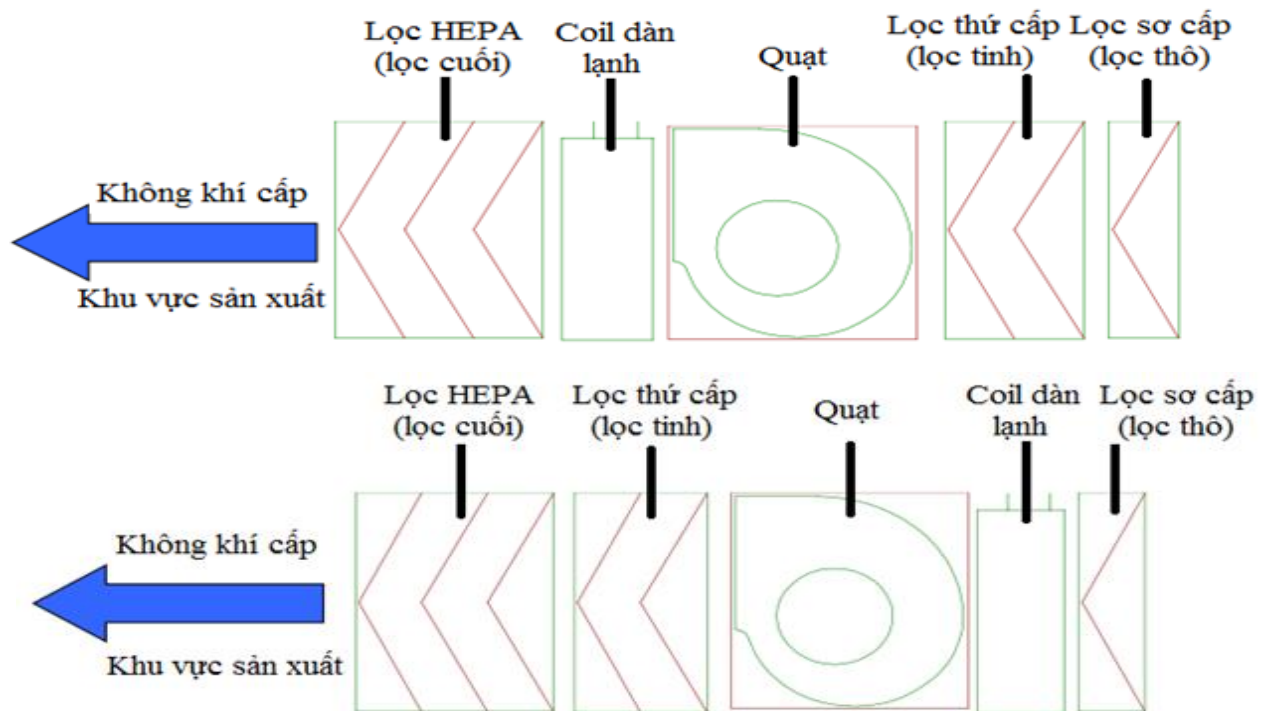 Lọc HEPA
(lọc cuối)
Coil dàn
lạnh
Quạt
Lọc thứ cấp
(lọc tinh)
Lọc sơ cấp
(lọc thô)
Không khí cấp
Khu vực sản xuất
Lọc HEPA
(lọc cuối)
Lọc thứ cấp
(lọc tinh)
Quạt
Coil dàn
lạnh
Lọc sơ cấp
(lọc thô)
Không khí cấp
Khu vực sản xuất